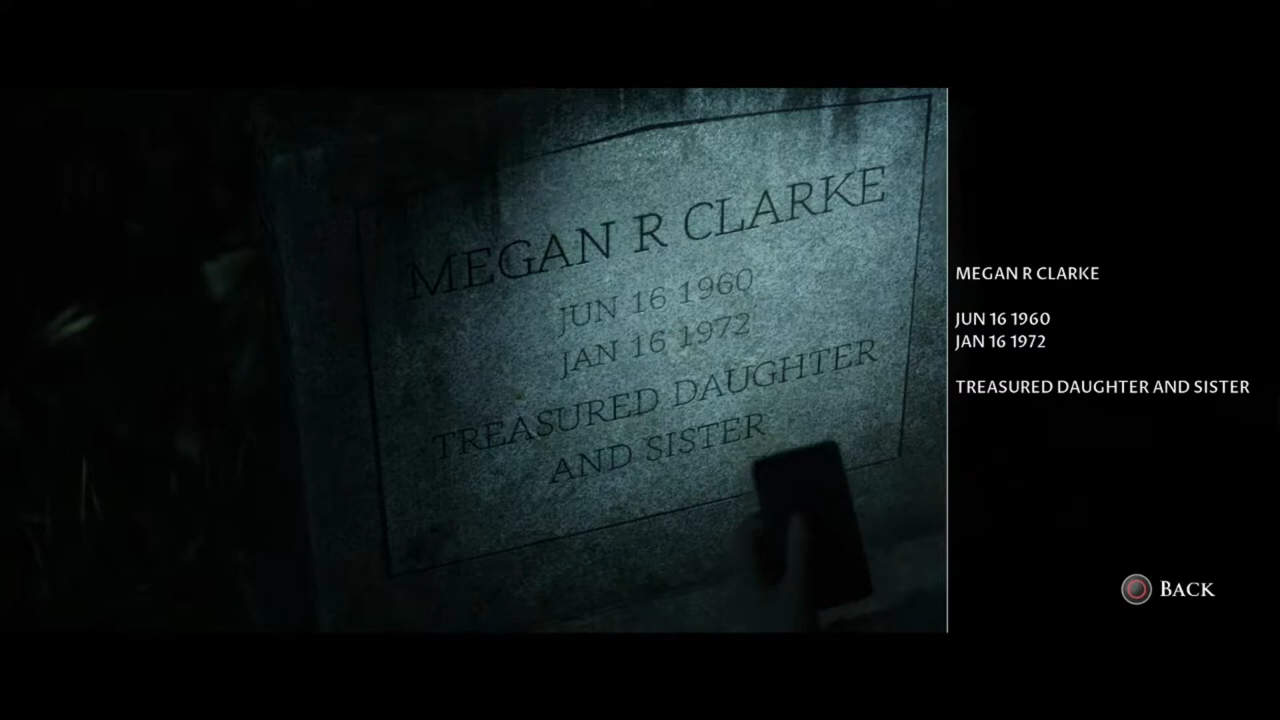 MEGAN R CLARKE
JUN 16 1960
JAN 16 1972
TREASURED DAUGHTER
AND SISTER
MEGAN R CLARKE
JUN 16 1960
JAN 16 1972
TREASURED DAUGHTER AND SISTER
BACK